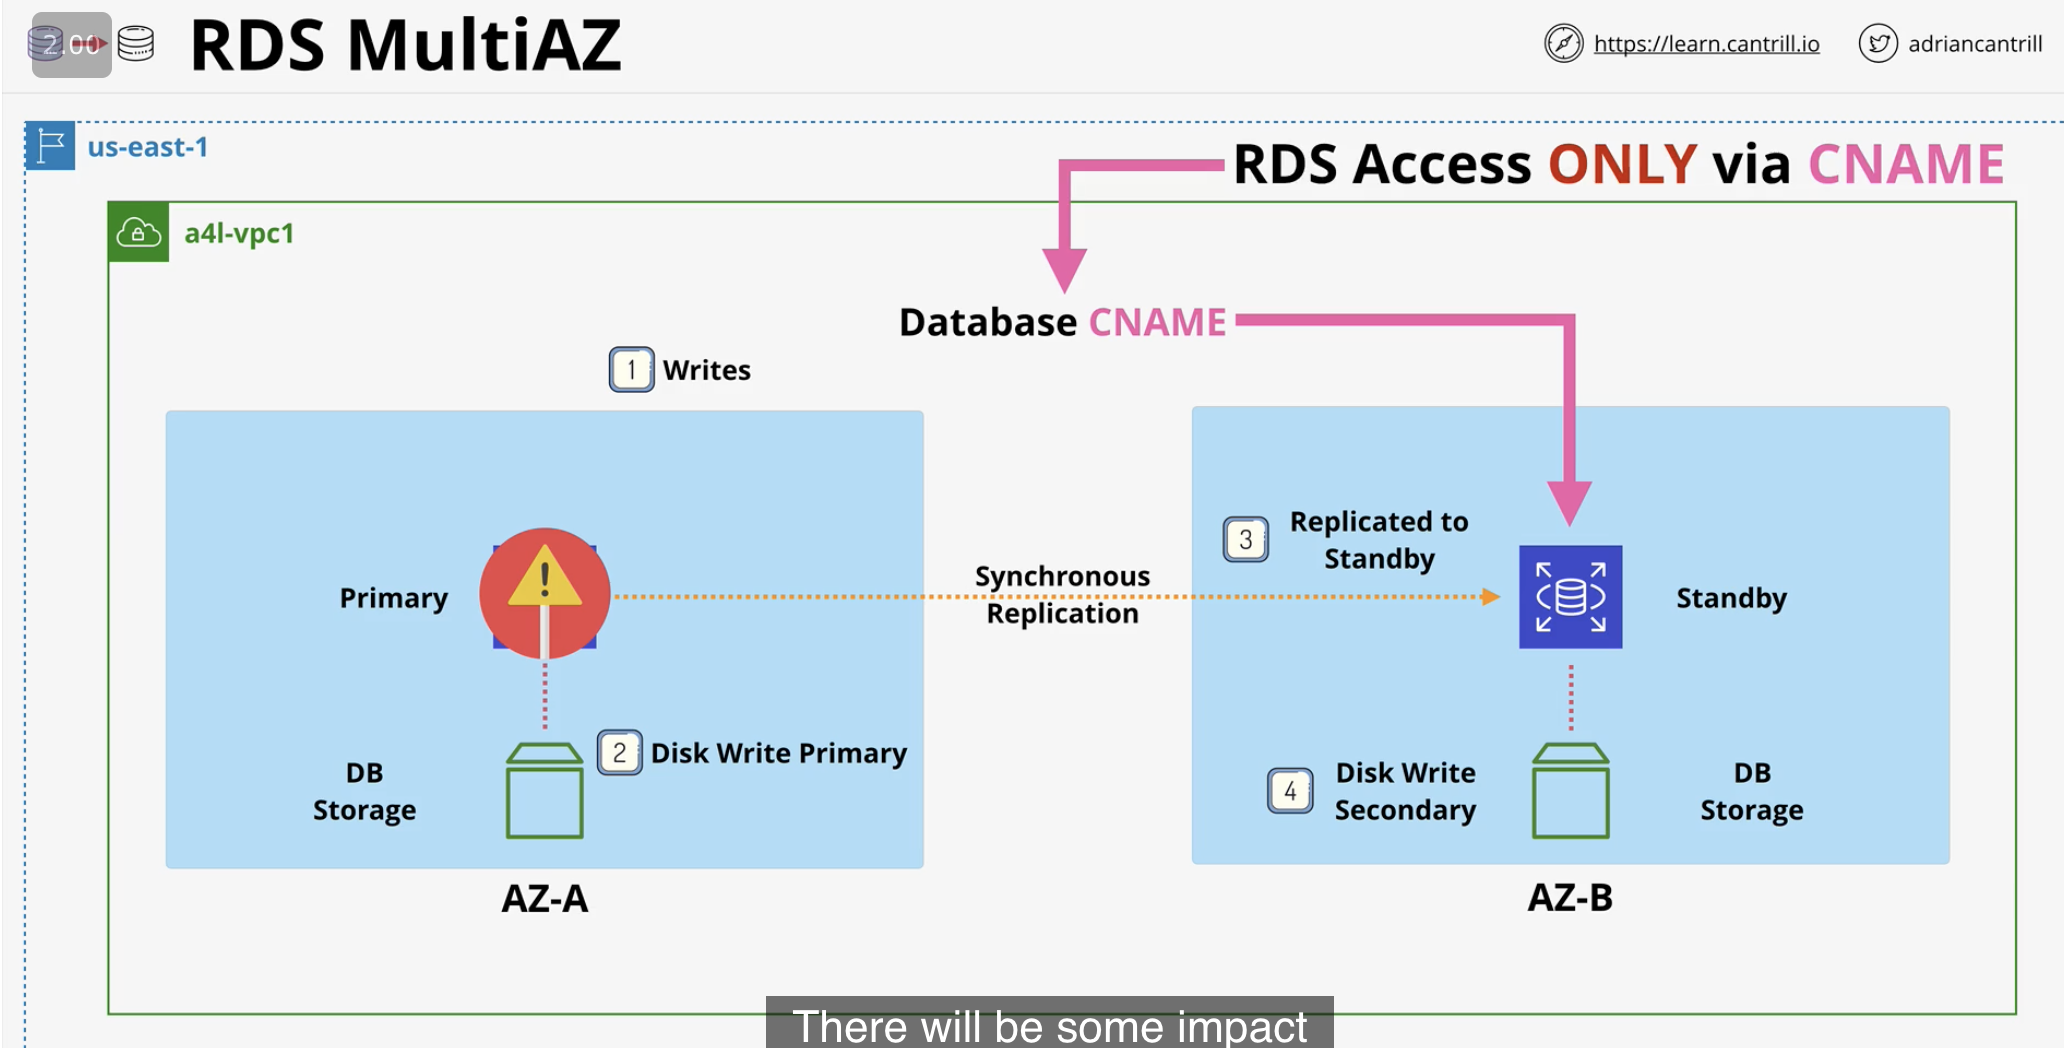 2.00
RDS MultiAZ
https://learn.cantrill.io
adriancantrill
us-east-1
RDS Access ONLY via CNAME
a4l-vpc1
Database CNAME
1 Writes
3 Replicated to
Standby
Synchronous
Replication
Primary
Standby
2 Disk Write Primary
DB
Storage
4 Disk Write
Secondary
DB
Storage
AZ-A
AZ-B
There will be some impact